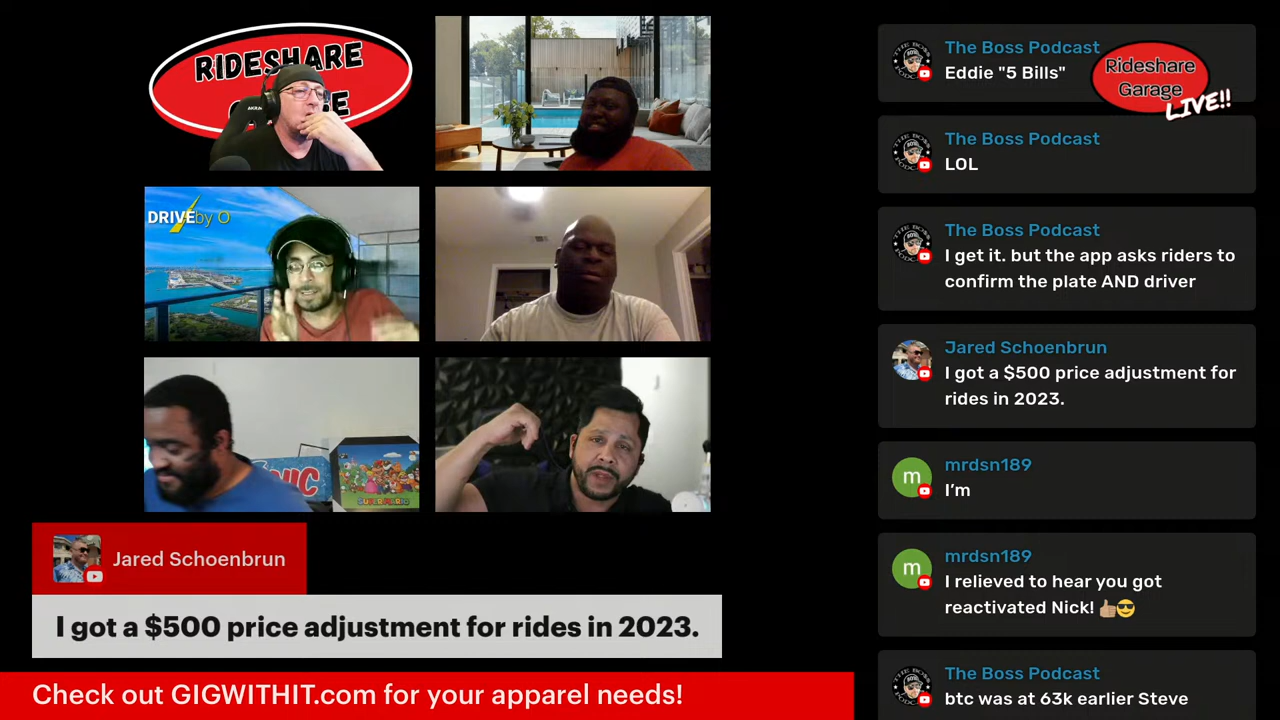 RIDESHARE
GARAGE
DRIVEby O
SUPER MARIO
Jared Schoenbrun
I got a $500 price adjustment for rides in 2023.
Check out GIGWITHIT.com for your apparel needs!
The Boss Podcast
Eddie "5 Bills"
Rideshare
Garage
LIVE!!
The Boss Podcast
LOL
The Boss Podcast
I get it. but the app asks riders to
confirm the plate AND driver
Jared Schoenbrun
I got a $500 price adjustment for
rides in 2023.
m
mrdsn189
I'm
m
mrdsn189
I relieved to hear you got
reactivated Nick! 👍🏽😎
The Boss Podcast
btc was at 63k earlier Steve